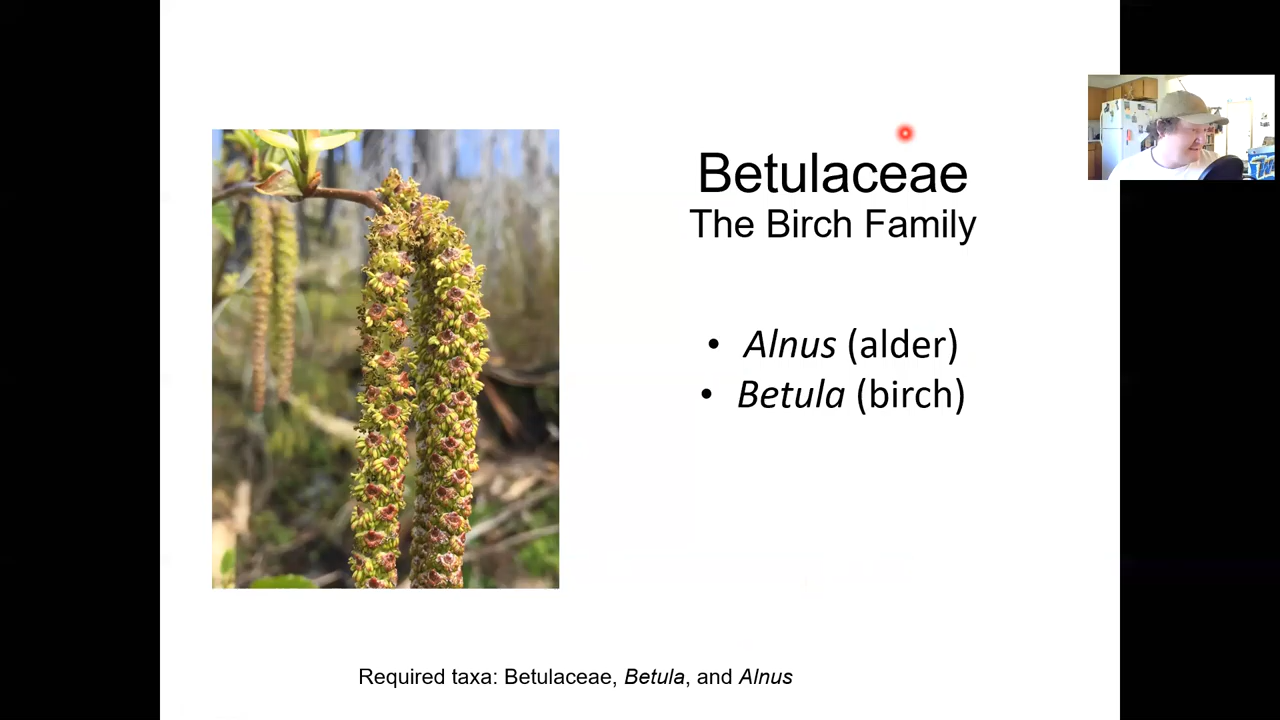 Betulaceae
The Birch Family
• Alnus (alder)
• Betula (birch)
Required taxa: Betulaceae, Betula, and Alnus